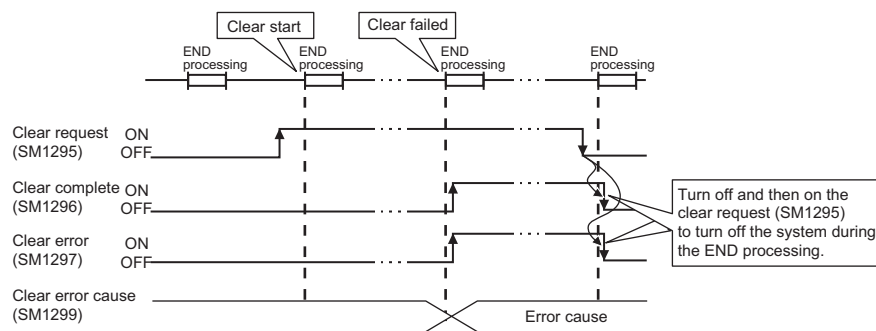 Clear start
Clear failed
END
processing
END
processing
END
processing
END
processing
Clear request
(SM1295)
ON
OFF
Clear complete
(SM1296)
ON
OFF
Clear error
(SM1297)
ON
OFF
Turn off and then on the
clear request (SM1295)
to turn off the system during
the END processing.
Clear error cause
(SM1299)
Error cause